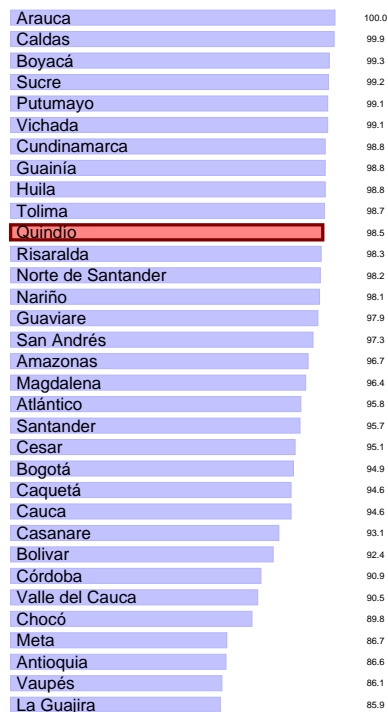 Arauca 100.0
Caldas 99.9
Boyacá 99.3
Sucre 99.2
Putumayo 99.1
Vichada 99.1
Cundinamarca 98.8
Guainía 98.8
Huila 98.8
Tolima 98.7
Quindío 98.5
Risaralda 98.3
Norte de Santander 98.2
Nariño 98.1
Guaviare 97.9
San Andrés 97.3
Amazonas 96.7
Magdalena 96.4
Atlántico 95.8
Santander 95.7
Cesar 95.1
Bogotá 94.9
Caquetá 94.6
Cauca 94.6
Casanare 93.1
Bolivar 92.4
Córdoba 90.9
Valle del Cauca 90.5
Chocó 89.8
Meta 86.7
Antioquia 86.6
Vaupés 86.1
La Guajira 85.9